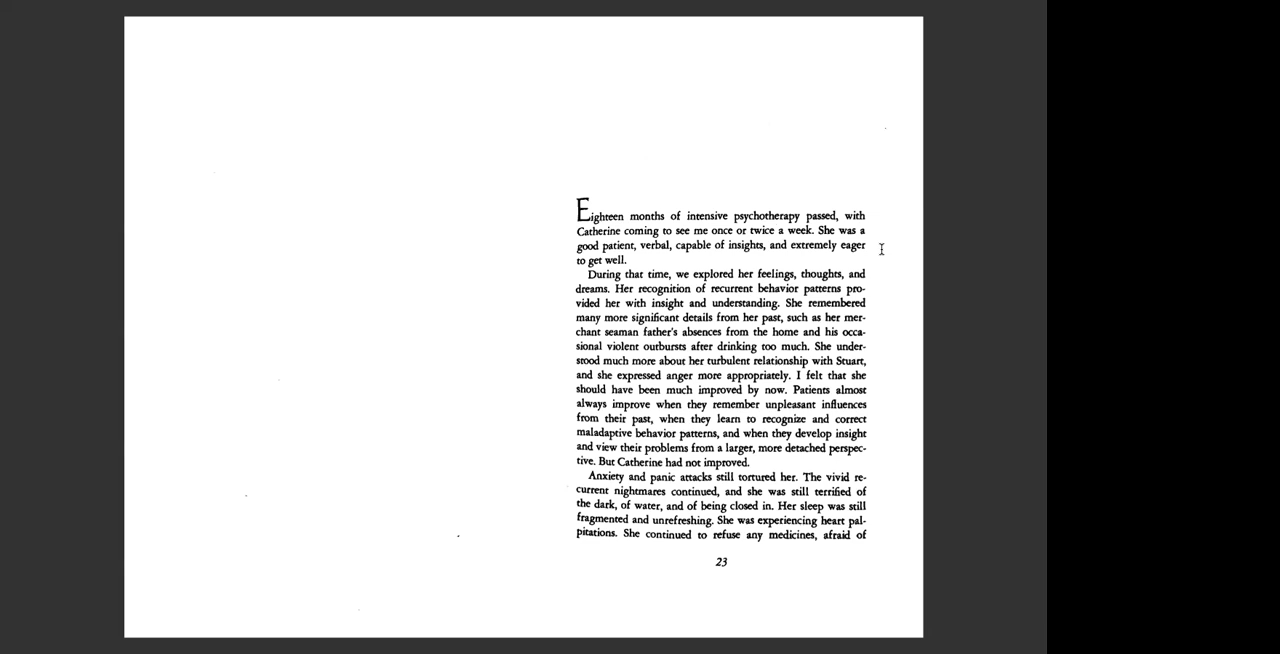 Eighteen months of intensive psychotherapy passed, with
Catherine coming to see me once or twice a week. She was a
good patient, verbal, capable of insights, and extremely eager
to get well.
During that time, we explored her feelings, thoughts, and
dreams. Her recognition of recurrent behavior patterns pro-
vided her with insight and understanding. She remembered
many more significant details from her past, such as her mer-
chant seaman father's absences from the home and his occa-
sional violent outbursts after drinking too much. She under-
stood much more about her turbulent relationship with Stuart,
and she expressed anger more appropriately. I felt that she
should have been much improved by now. Patients almost
always improve when they remember unpleasant influences
from their past, when they learn to recognize and correct
maladaptive behavior patterns, and when they develop insight
and view their problems from a larger, more detached perspec-
tive. But Catherine had not improved.
Anxiety and panic attacks still tortured her. The vivid re-
current nightmares continued, and she was still terrified of
the dark, of water, and of being closed in. Her sleep was still
fragmented and unrefreshing. She was experiencing heart pal-
pitations. She continued to refuse any medicines, afraid of
23